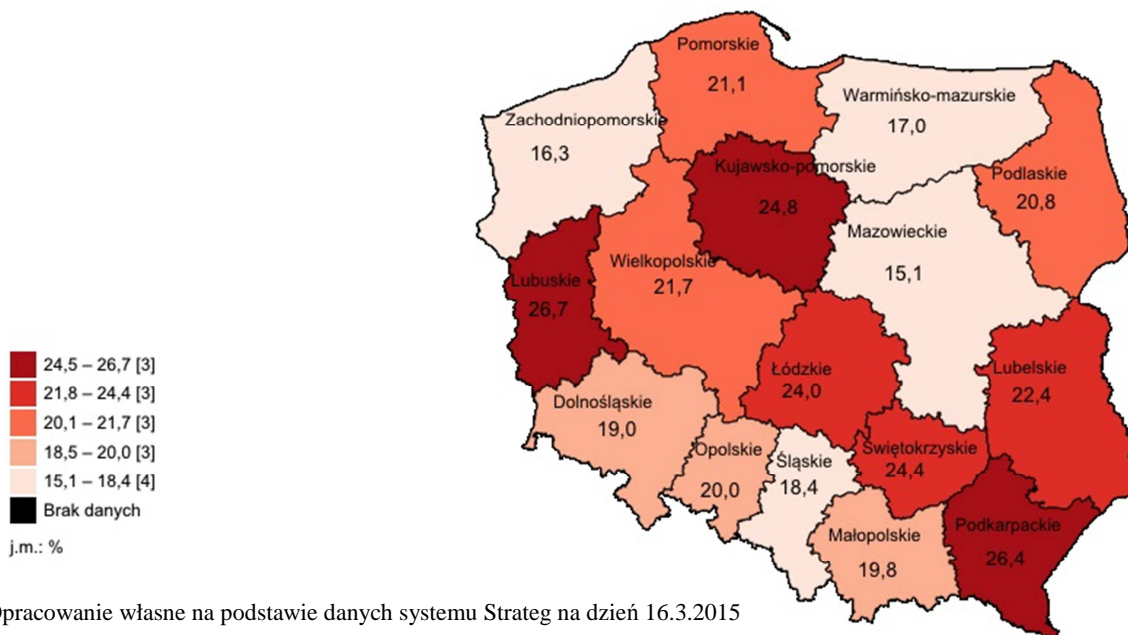 Pomorskie
21,1
Warmińsko-mazurskie
17,0
Zachodniopomorskie
16,3
Kujawsko-pomorskie
24,8
Podlaskie
20,8
Mazowieckie
15,1
Wielkopolskie
21,7
Lubuskie
26,7
Łódzkie
24,0
Lubelskie
22,4
Dolnośląskie
19,0
Opolskie
20,0
Śląskie
18,4
Świętokrzyskie
24,4
Małopolskie
19,8
Podkarpackie
26,4
24,5 – 26,7 [3]
21,8 – 24,4 [3]
20,1 – 21,7 [3]
18,5 – 20,0 [3]
15,1 – 18,4 [4]
Brak danych
j.m.: %
Opracowanie własne na podstawie danych systemu Strateg na dzień 16.3.2015